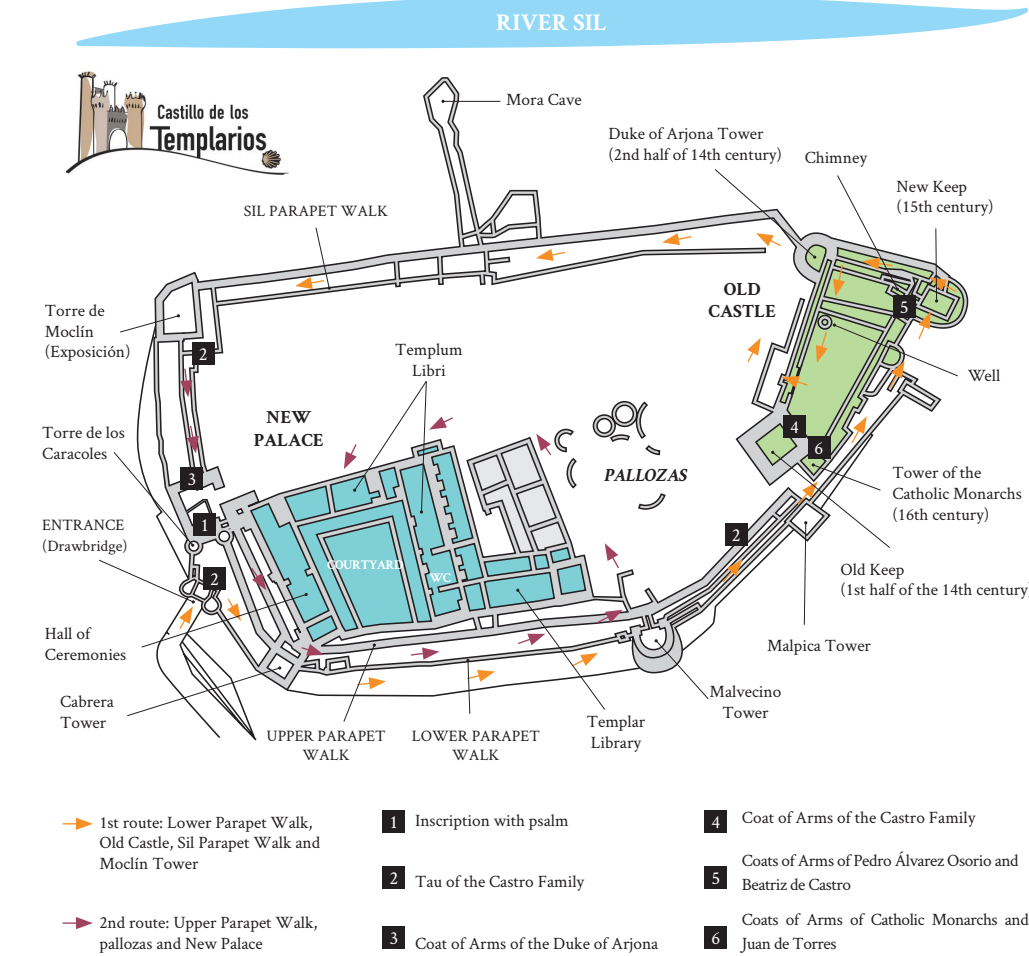 RIVER SIL
Castillo de los
Templarios
Mora Cave
Duke of Arjona Tower
(2nd half of 14th century)
Chimney
New Keep
(15th century)
SIL PARAPET WALK
OLD
CASTLE
5
Torre de
Moclín
(Exposición)
2
Templum
Libri
Well
NEW
PALACE
4
6
Torre de los
Caracoles
3
PALLOZAS
Tower of the
Catholic Monarchs
(16th century)
1
ENTRANCE
(Drawbridge)
2
2
COURTYARD
WC
Old Keep
(1st half of the 14th century)
Hall of
Ceremonies
Malpica Tower
Cabrera
Tower
Malvecino
Tower
UPPER PARAPET
WALK
LOWER PARAPET
WALK
Templar
Library
1st route: Lower Parapet Walk,
Old Castle, Sil Parapet Walk and
Moclín Tower
2nd route: Upper Parapet Walk,
pallozas and New Palace
1 Inscription with psalm
2 Tau of the Castro Family
3 Coat of Arms of the Duke of Arjona
4 Coat of Arms of the Castro Family
5 Coats of Arms of Pedro Álvarez Osorio and
Beatriz de Castro
6 Coats of Arms of Catholic Monarchs and
Juan de Torres